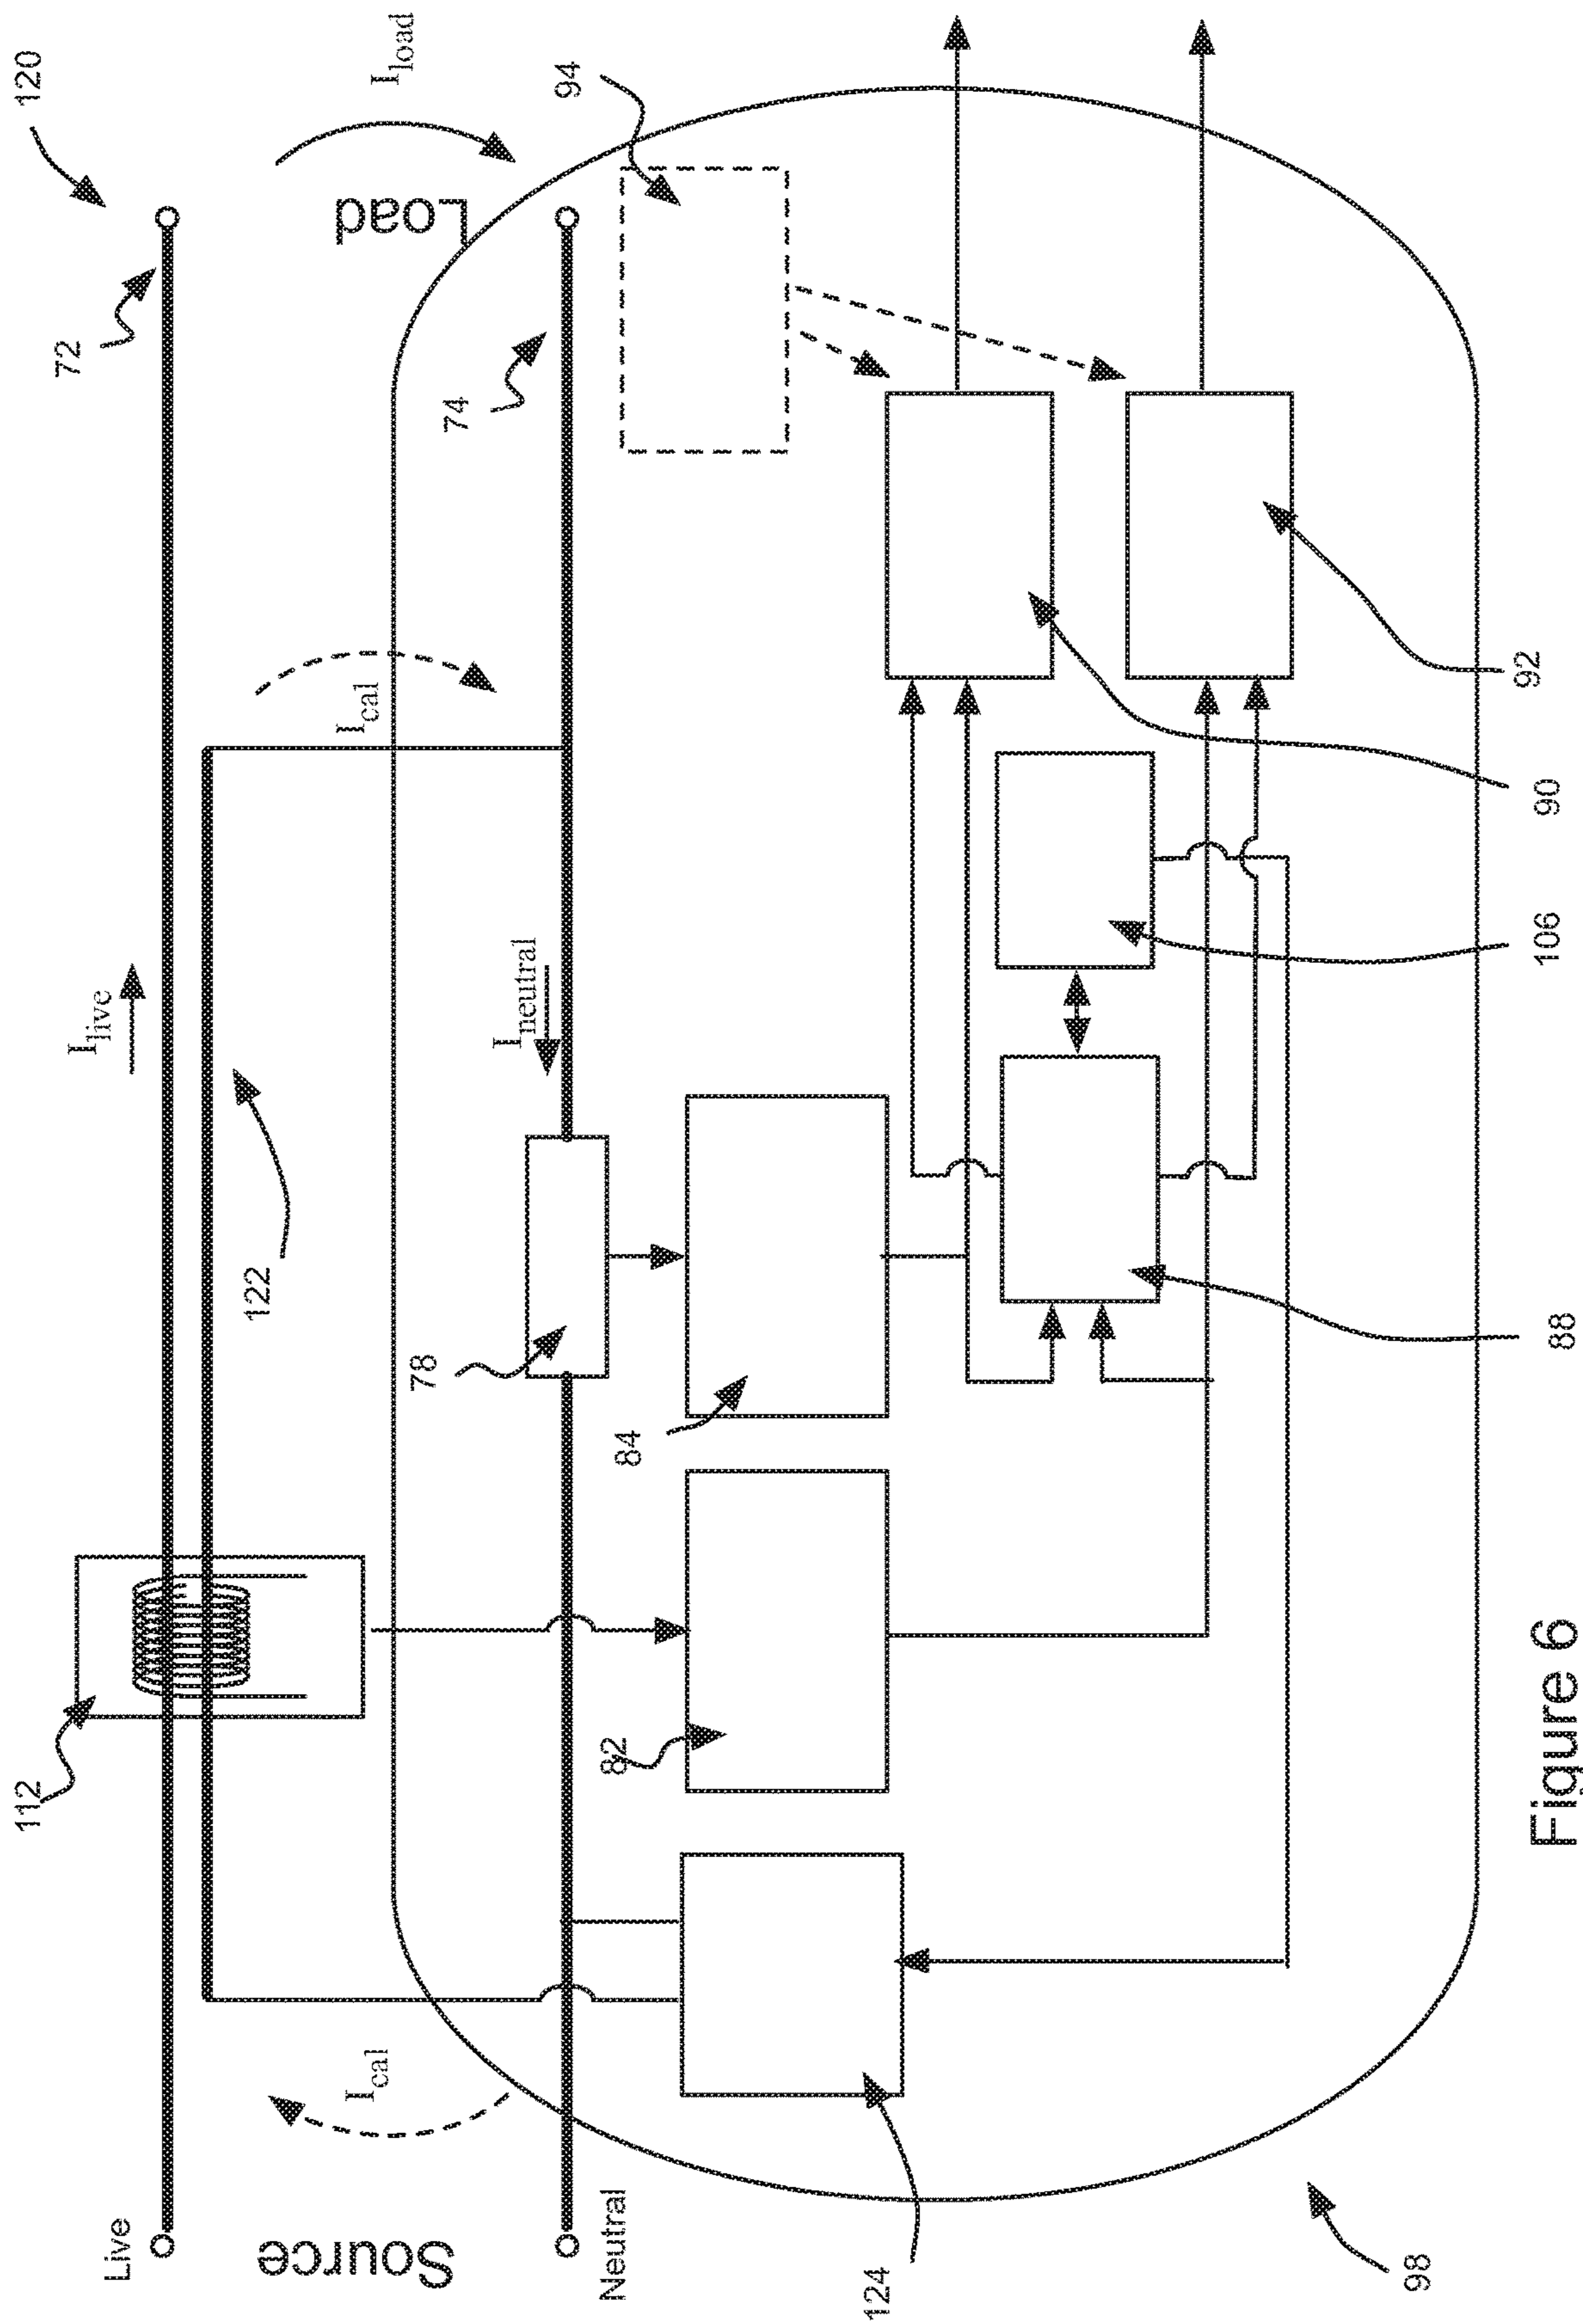 120
I_load
94
Load
72
74
I_cal
I_live
I_neutral
122
92
90
106
78
84
88
112
82
I_cal
Live
Source
Neutral
124
98
Figure 6